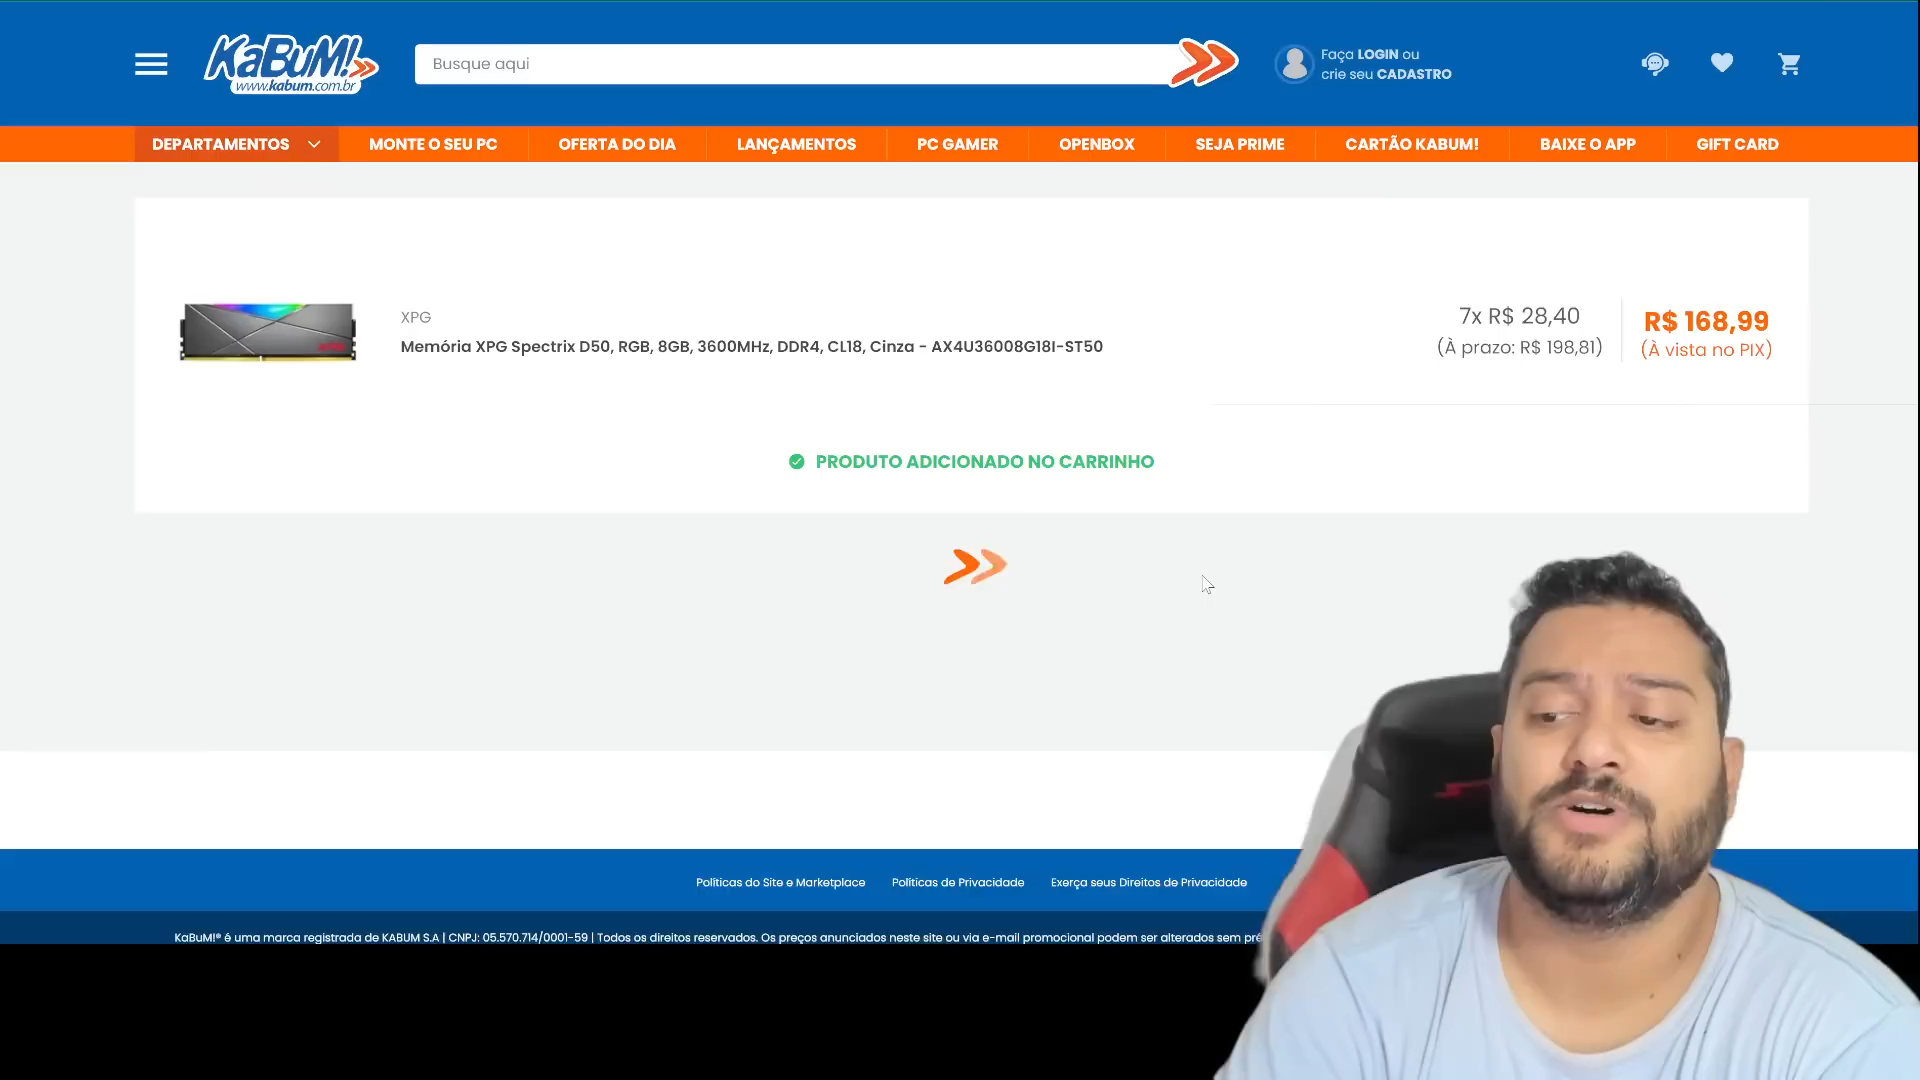 KaBuM!
www.kabum.com.br
Busque aqui
Faça LOGIN ou
crie seu CADASTRO
DEPARTAMENTOS
MONTE O SEU PC
OFERTA DO DIA
LANÇAMENTOS
PC GAMER
OPENBOX
SEJA PRIME
CARTÃO KABUM!
BAIXE O APP
GIFT CARD
XPG
Memória XPG Spectrix D50, RGB, 8GB, 3600MHz, DDR4, CL18, Cinza - AX4U36008G18I-ST50
7x R$ 28,40
(À prazo: R$ 198,81)
R$ 168,99
(À vista no PIX)
PRODUTO ADICIONADO NO CARRINHO
Políticas do Site e Marketplace
Políticas de Privacidade
Exerça seus Direitos de Privacidade
KaBuM!® é uma marca registrada de KABUM S.A | CNPJ: 05.570.714/0001-59 | Todos os direitos reservados. Os preços anunciados neste site ou via e-mail promocional podem ser alterados sem pré